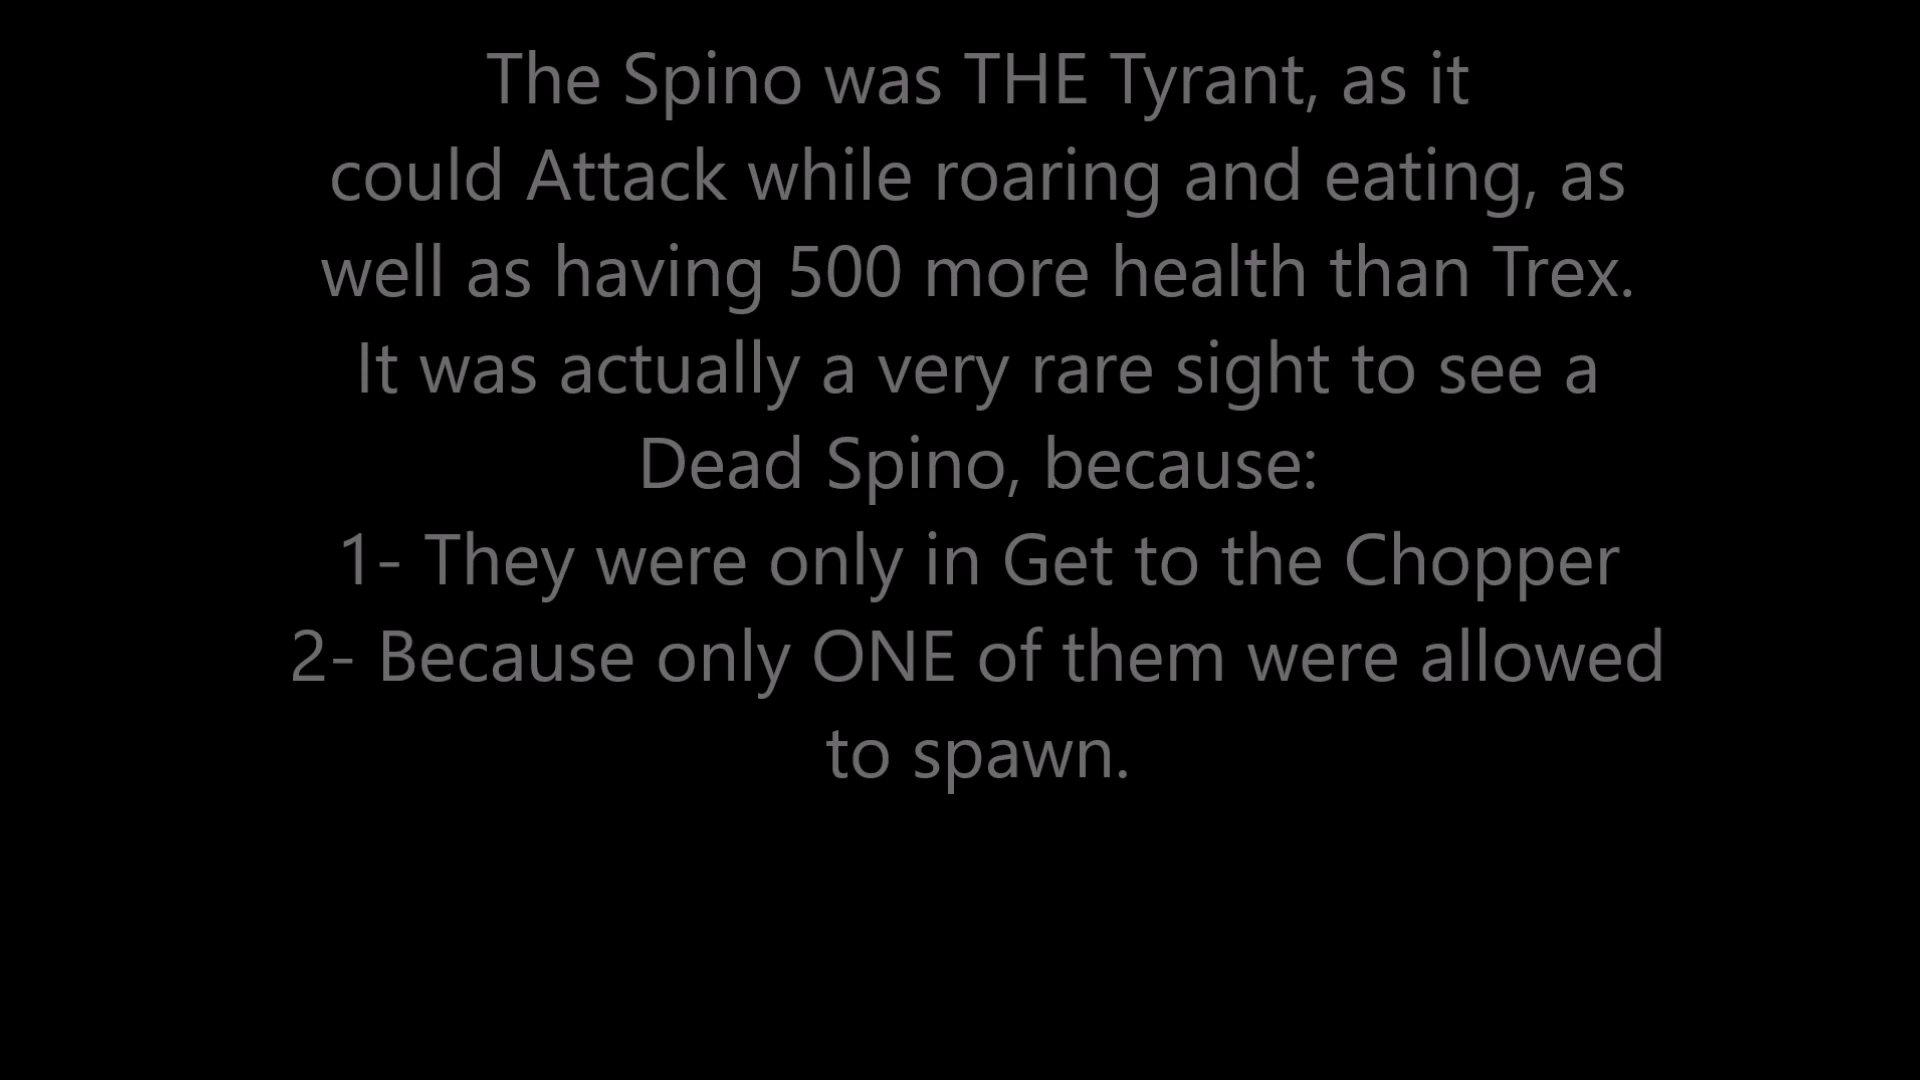 The Spino was THE Tyrant, as it
could Attack while roaring and eating, as
well as having 500 more health than Trex.
It was actually a very rare sight to see a
Dead Spino, because:
1- They were only in Get to the Chopper
2- Because only ONE of them were allowed
to spawn.